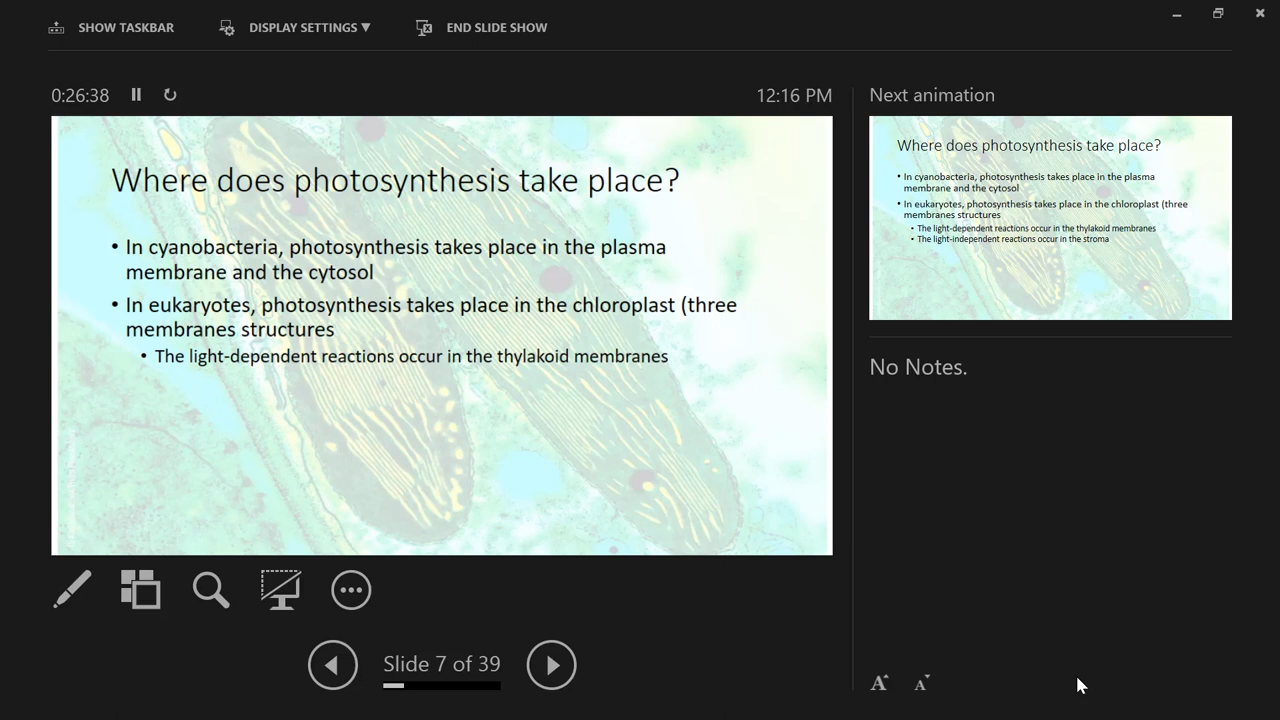 SHOW TASKBAR
DISPLAY SETTINGS ▼
END SLIDE SHOW
0:26:38
12:16 PM
Where does photosynthesis take place?
• In cyanobacteria, photosynthesis takes place in the plasma
membrane and the cytosol
• In eukaryotes, photosynthesis takes place in the chloroplast (three
membranes structures
• The light-dependent reactions occur in the thylakoid membranes
Slide 7 of 39
Next animation
Where does photosynthesis take place?
• In cyanobacteria, photosynthesis takes place in the plasma
membrane and the cytosol
• In eukaryotes, photosynthesis takes place in the chloroplast (three
membranes structures
• The light-dependent reactions occur in the thylakoid membranes
• The light-independent reactions occur in the stroma
No Notes.
A A